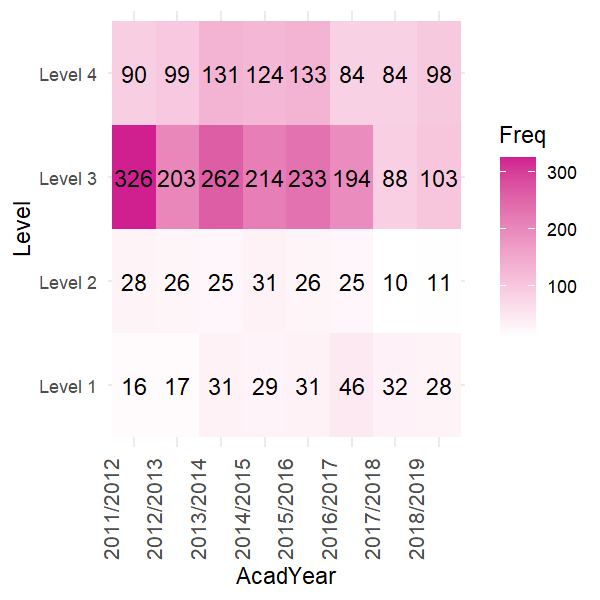 Level 4 90 99 131 124 133 84 84 98
Level 3 326 203 262 214 233 194 88 103
Level 2 28 26 25 31 26 25 10 11
Level 1 16 17 31 29 31 46 32 28
Level
2011/2012
2012/2013
2013/2014
2014/2015
2015/2016
2016/2017
2017/2018
2018/2019
AcadYear
Freq
300
200
100